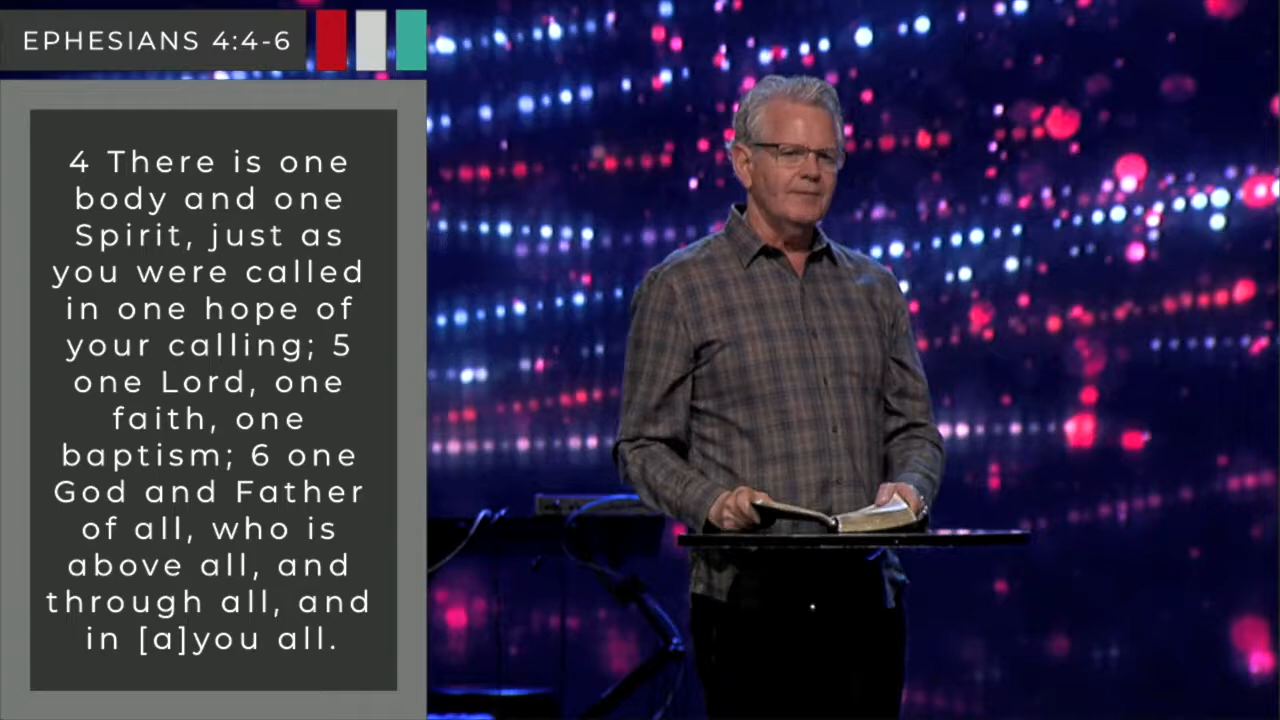 EPHESIANS 4:4-6
4 There is one
body and one
Spirit, just as
you were called
in one hope of
your calling; 5
one Lord, one
faith, one
baptism; 6 one
God and Father
of all, who is
above all, and
through all, and
in [a]you all.